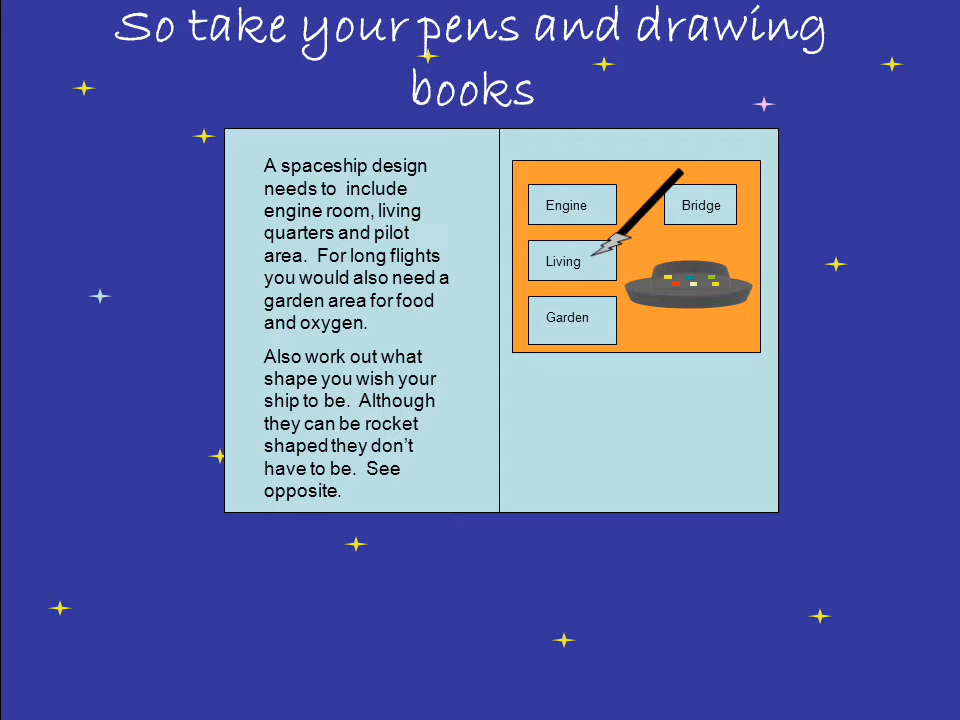 So take your pens and drawing
books
A spaceship design
needs to include
engine room, living
quarters and pilot
area. For long flights
you would also need a
garden area for food
and oxygen.
Also work out what
shape you wish your
ship to be. Although
they can be rocket
shaped they don't
have to be. See
opposite.
Engine
Bridge
Living
Garden